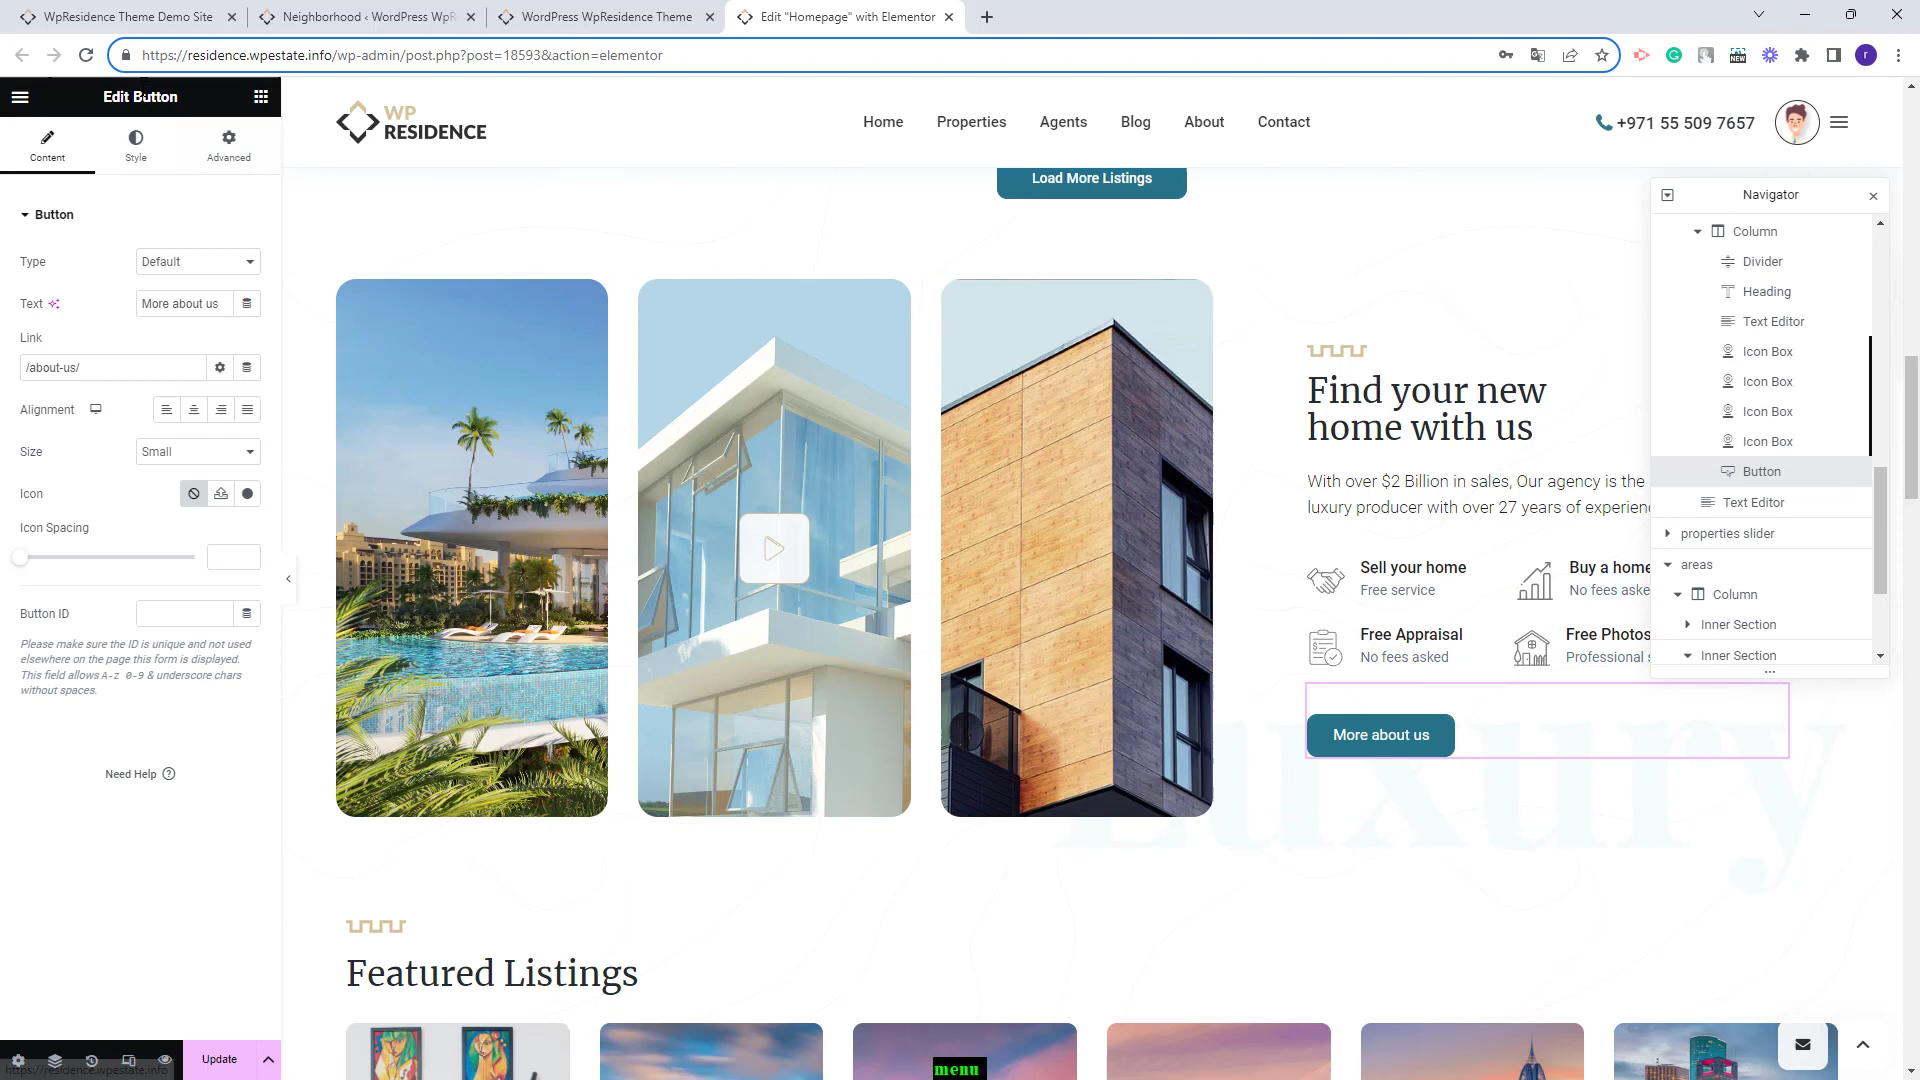 WpResidence Theme Demo Site
Neighborhood ‹ WordPress WpR
WordPress WpResidence Theme
Edit "Homepage" with Elementor
https://residence.wpestate.info/wp-admin/post.php?post=18593&action=elementor
NEW
r
Edit Button
Content
Style
Advanced
Button
Type
Default
Text
More about us
Link
/about-us/
Alignment
Size
Small
Icon
Icon Spacing
Button ID
Please make sure the ID is unique and not used
elsewhere on the page this form is displayed.
This field allows A-z 0-9 & underscore chars
without spaces.
Need Help
Update
https://residence.wpestate.info
WP
RESIDENCE
Home
Properties
Agents
Blog
About
Contact
+971 55 509 7657
Load More Listings
Find your new
home with us
With over $2 Billion in sales, Our agency is the
luxury producer with over 27 years of experien
Sell your home
Free service
Buy a home
No fees aske
Free Appraisal
No fees asked
Free Photos
Professional s
More about us
Luxury
Featured Listings
menu
Navigator
Column
Divider
Heading
Text Editor
Icon Box
Icon Box
Icon Box
Icon Box
Button
Text Editor
properties slider
areas
Column
Inner Section
Inner Section